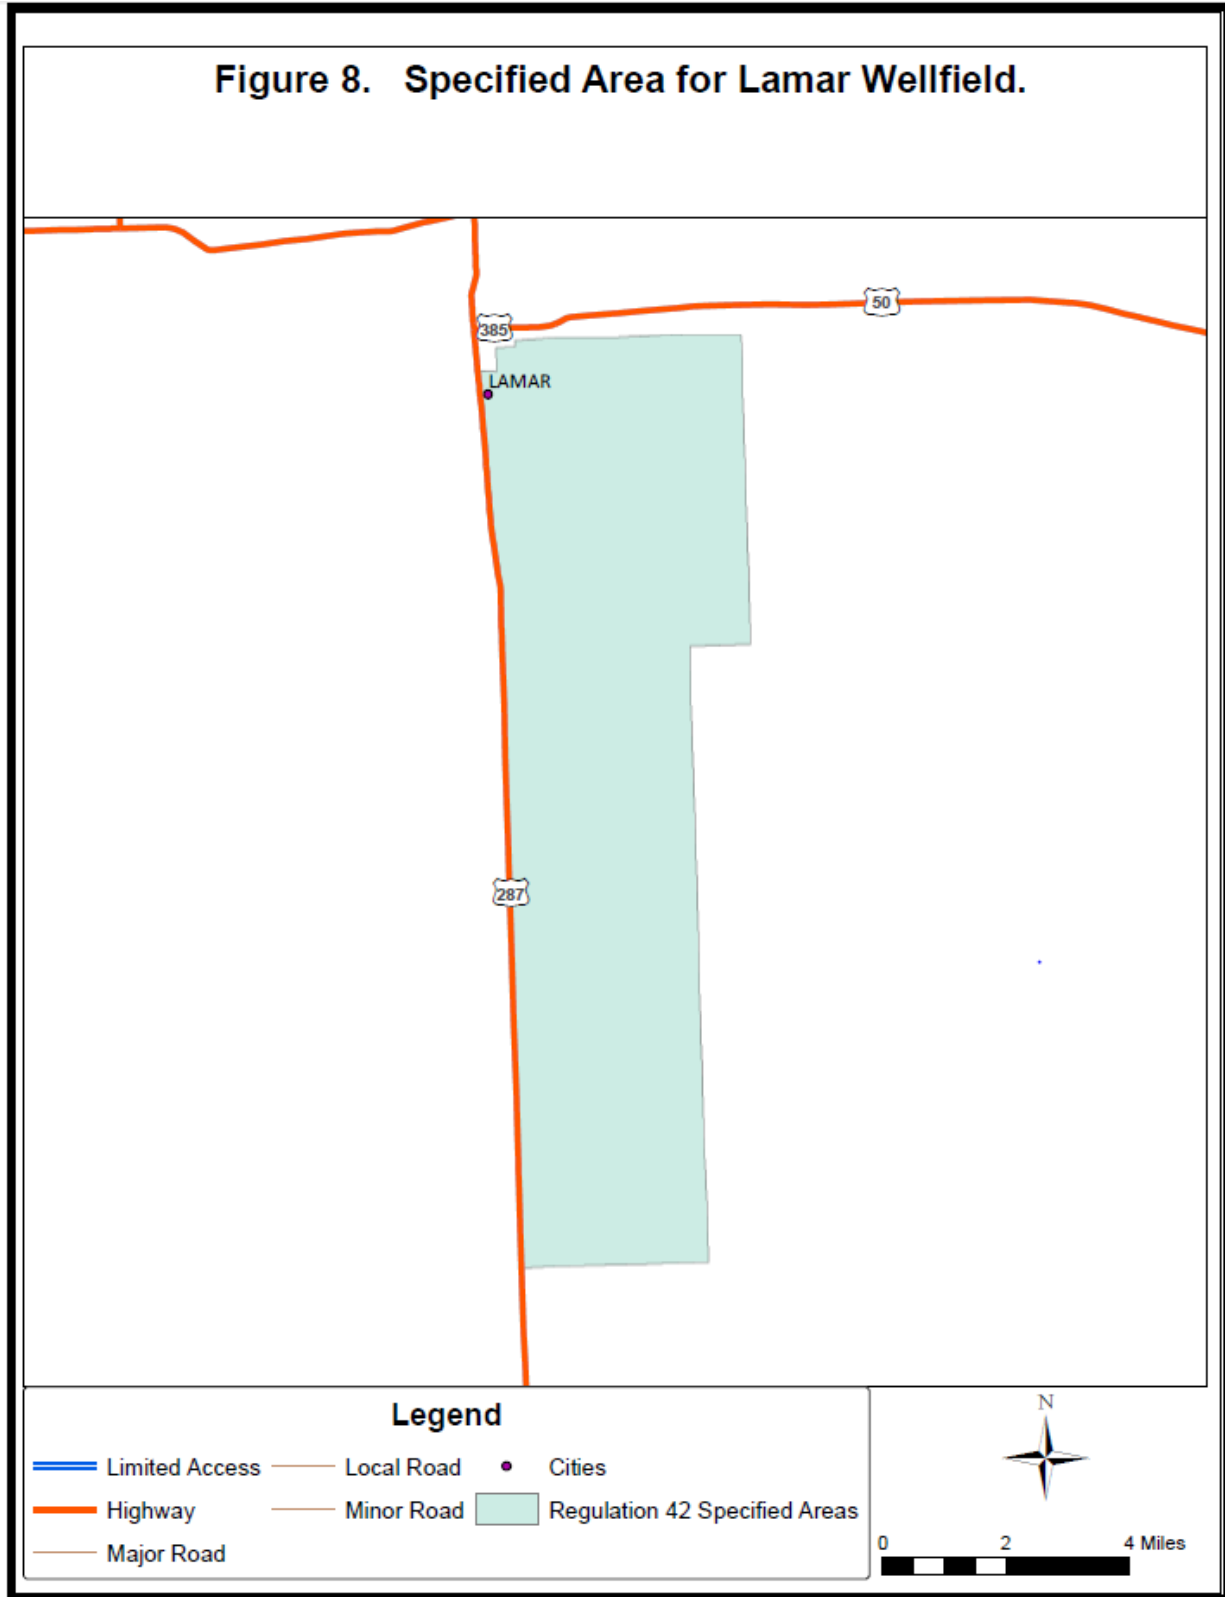 Figure 8. Specified Area for Lamar Wellfield.
50
385
LAMAR
287
Legend
Limited Access
Local Road
Cities
Highway
Minor Road
Regulation 42 Specified Areas
Major Road
N
0 2 4 Miles